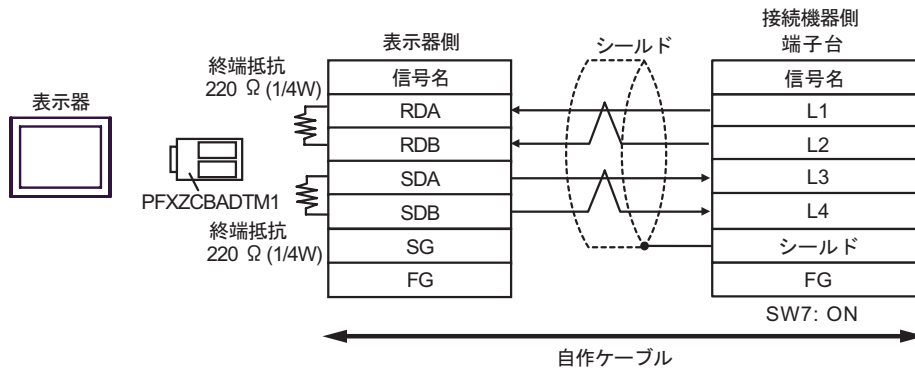 接続機器側
端子台
表示器側
シールド
終端抵抗
220 Ω (1/4W)
表示器
PFXZCBADTM1
終端抵抗
220 Ω (1/4W)
信号名
RDA
RDB
SDA
SDB
SG
FG
信号名
L1
L2
L3
L4
シールド
FG
SW7: ON
自作ケーブル